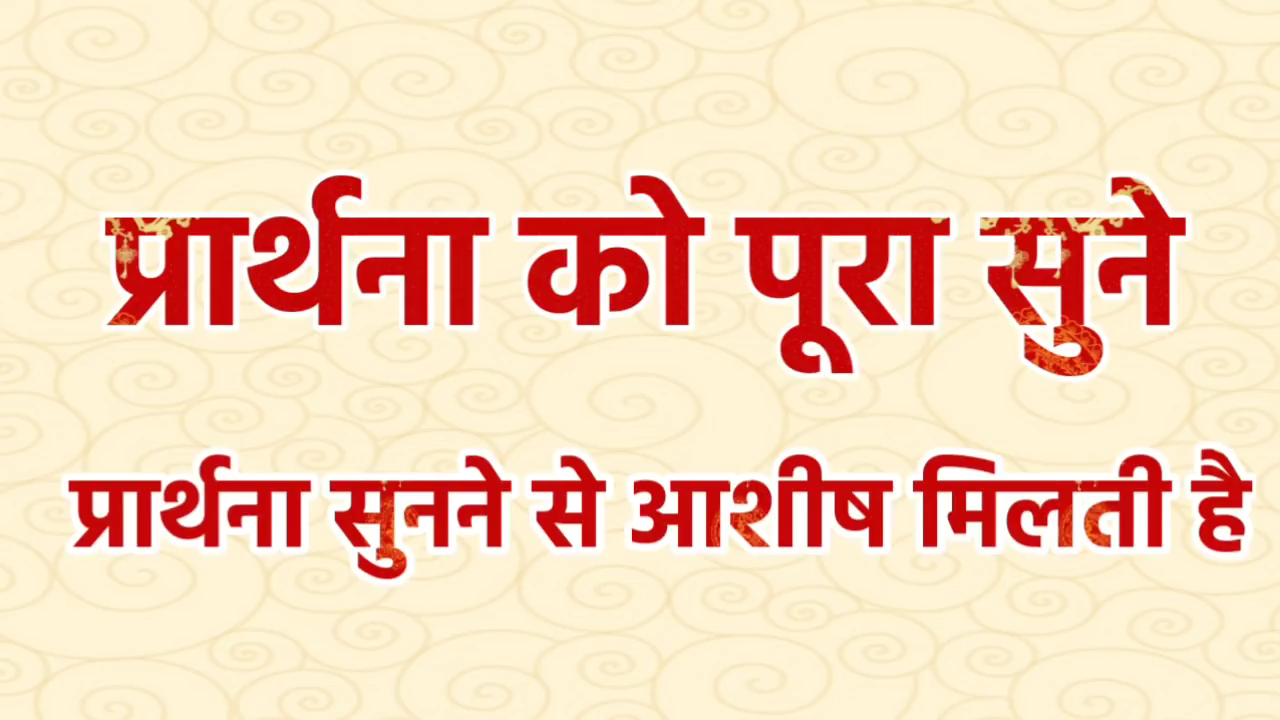 प्रार्थना को पूरा सुने
प्रार्थना सुनने से आशीष मिलती है